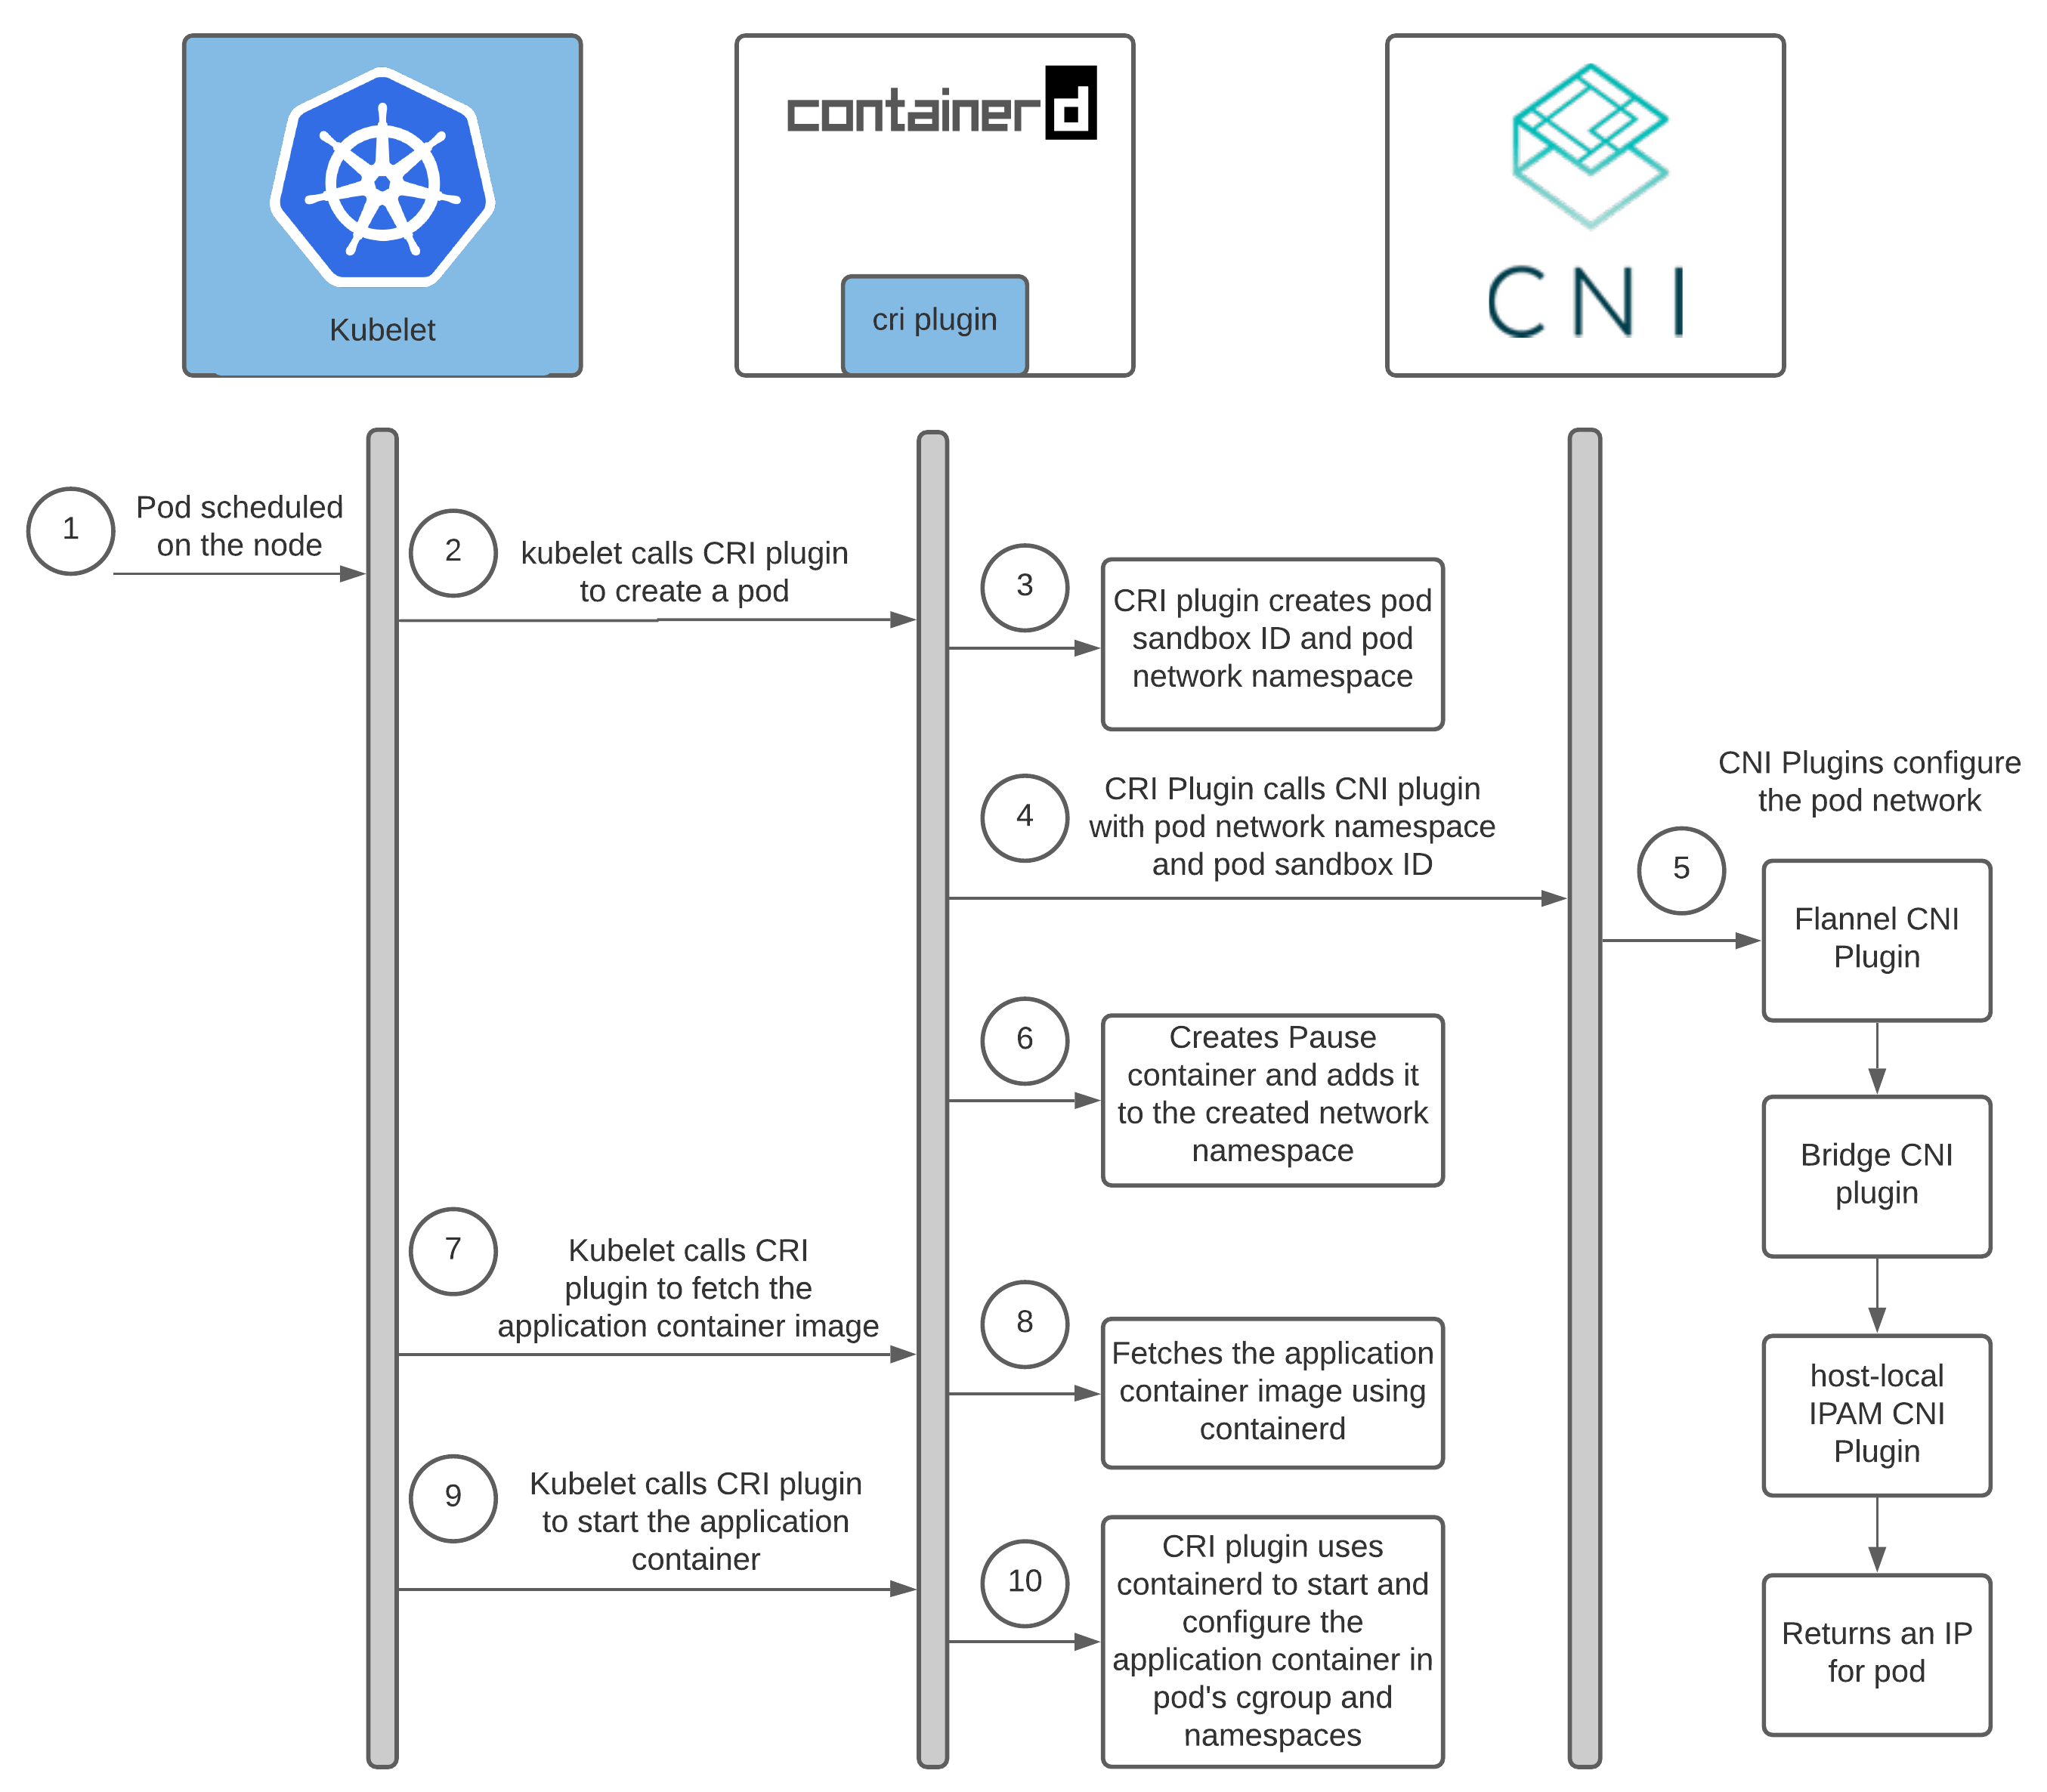 containerd
CNI
cri plugin
Kubelet
1
Pod scheduled
on the node
2
kubelet calls CRI plugin
to create a pod
3
CRI plugin creates pod
sandbox ID and pod
network namespace
4
CRI Plugin calls CNI plugin
with pod network namespace
and pod sandbox ID
CNI Plugins configure
the pod network
5
Flannel CNI
Plugin
Bridge CNI
plugin
host-local
IPAM CNI
Plugin
Returns an IP
for pod
6
Creates Pause
container and adds it
to the created network
namespace
7
Kubelet calls CRI
plugin to fetch the
application container image
8
Fetches the application
container image using
containerd
9
Kubelet calls CRI plugin
to start the application
container
10
CRI plugin uses
containerd to start and
configure the
application container in
pod's cgroup and
namespaces